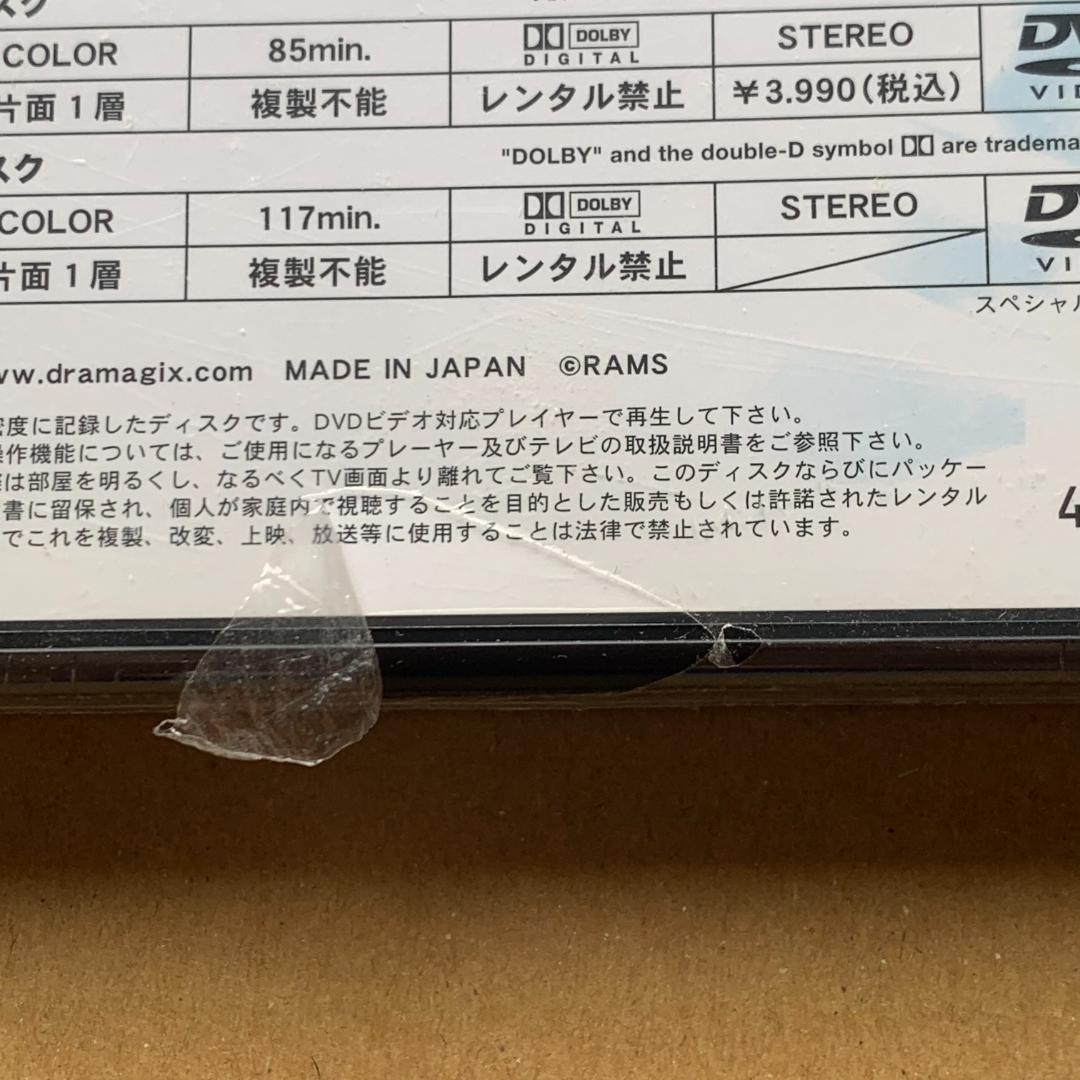 スク
COLOR 85min. DOLBY DIGITAL STEREO
片面1層 複製不能 レンタル禁止 ¥3.990(税込)
スク
"DOLBY" and the double-D symbol are tradema
COLOR 117min. DOLBY DIGITAL STEREO
片面1層 複製不能 レンタル禁止
スペシャル
ww.dramagix.com MADE IN JAPAN ©RAMS
密度に記録したディスクです。DVDビデオ対応プレイヤーで再生して下さい。
操作機能については、ご使用になるプレーヤー及びテレビの取扱説明書をご参照下さい。
は部屋を明るくし、なるべくTV画面より離れてご覧下さい。このディスクならびにパッケー
書に留保され、個人が家庭内で視聴することを目的とした販売もしくは許諾されたレンタル
でこれを複製、改変、上映、放送等に使用することは法律で禁止されています。
4